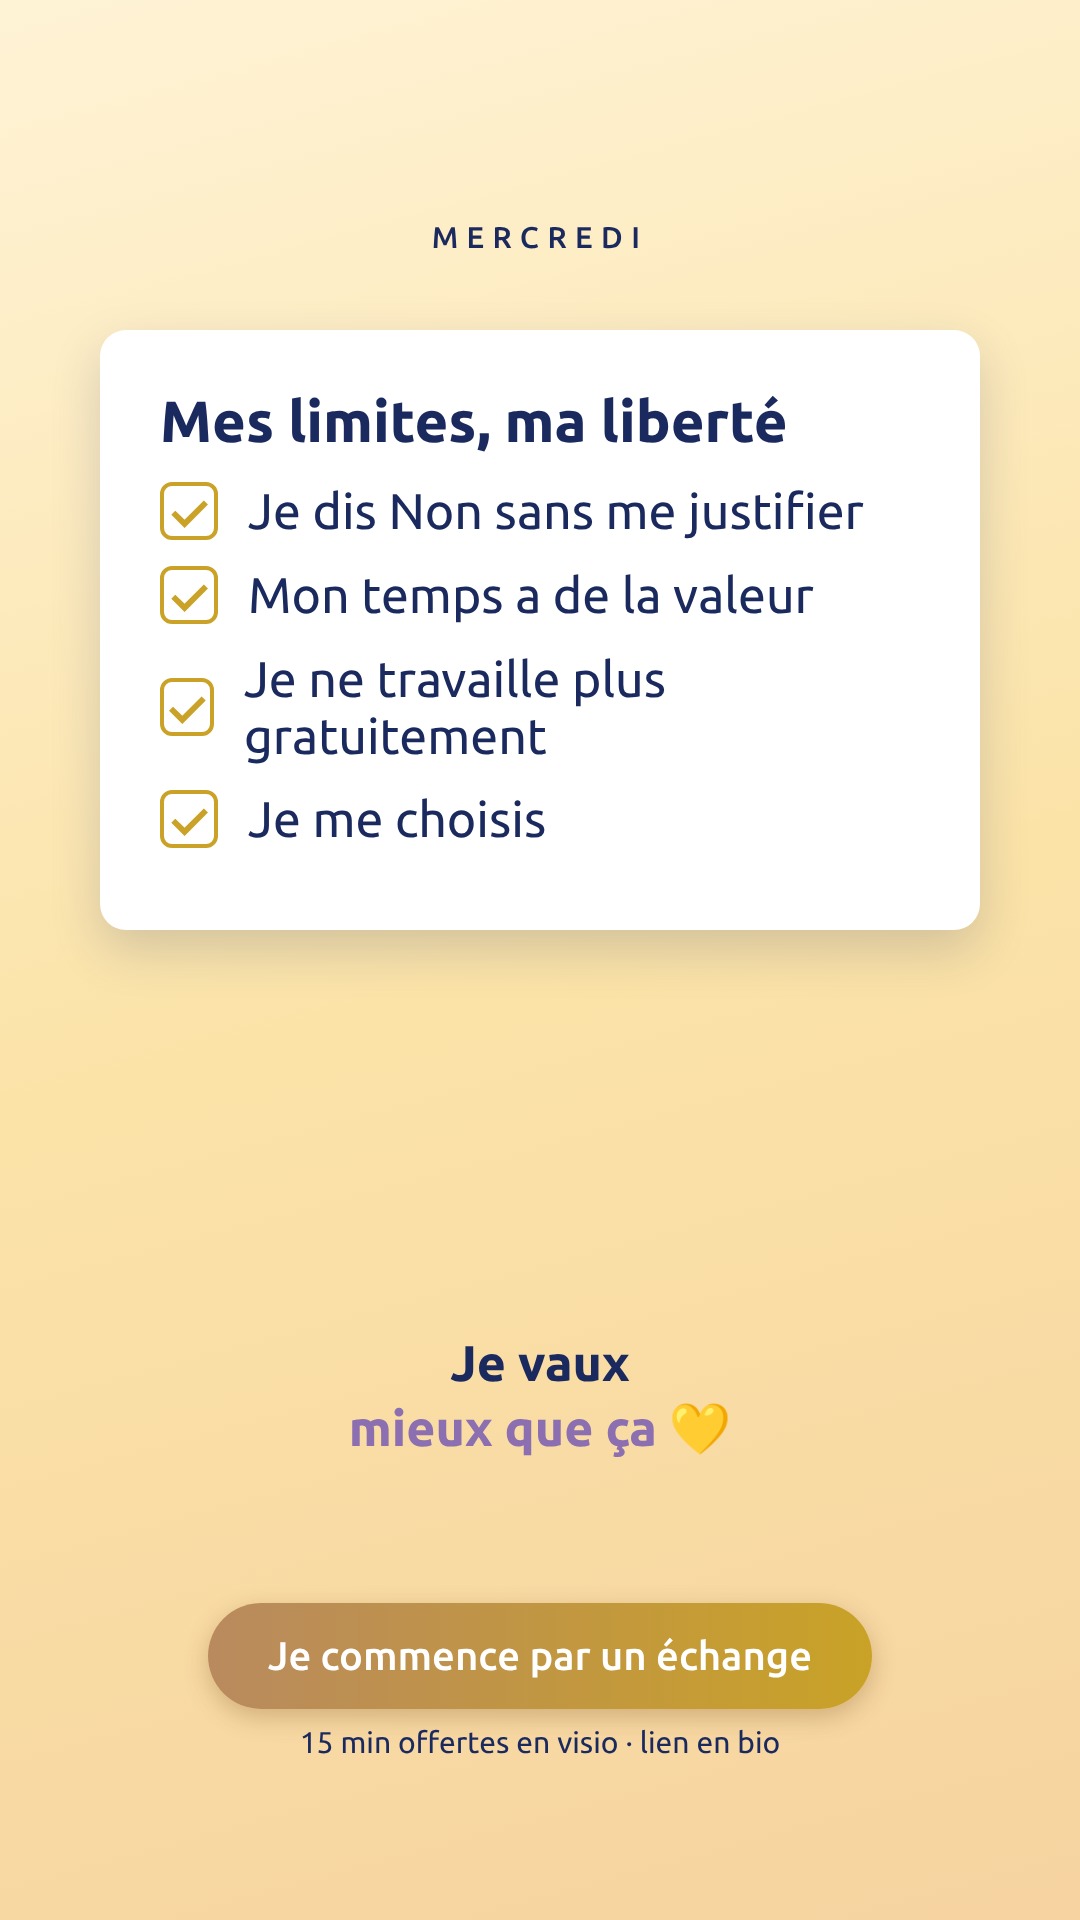 MERCREDI
Mes limites, ma liberté
Je dis Non sans me justifier
Mon temps a de la valeur
Je ne travaille plus
gratuitement
Je me choisis
Je vaux
mieux que ça 💛
Je commence par un échange
15 min offertes en visio · lien en bio